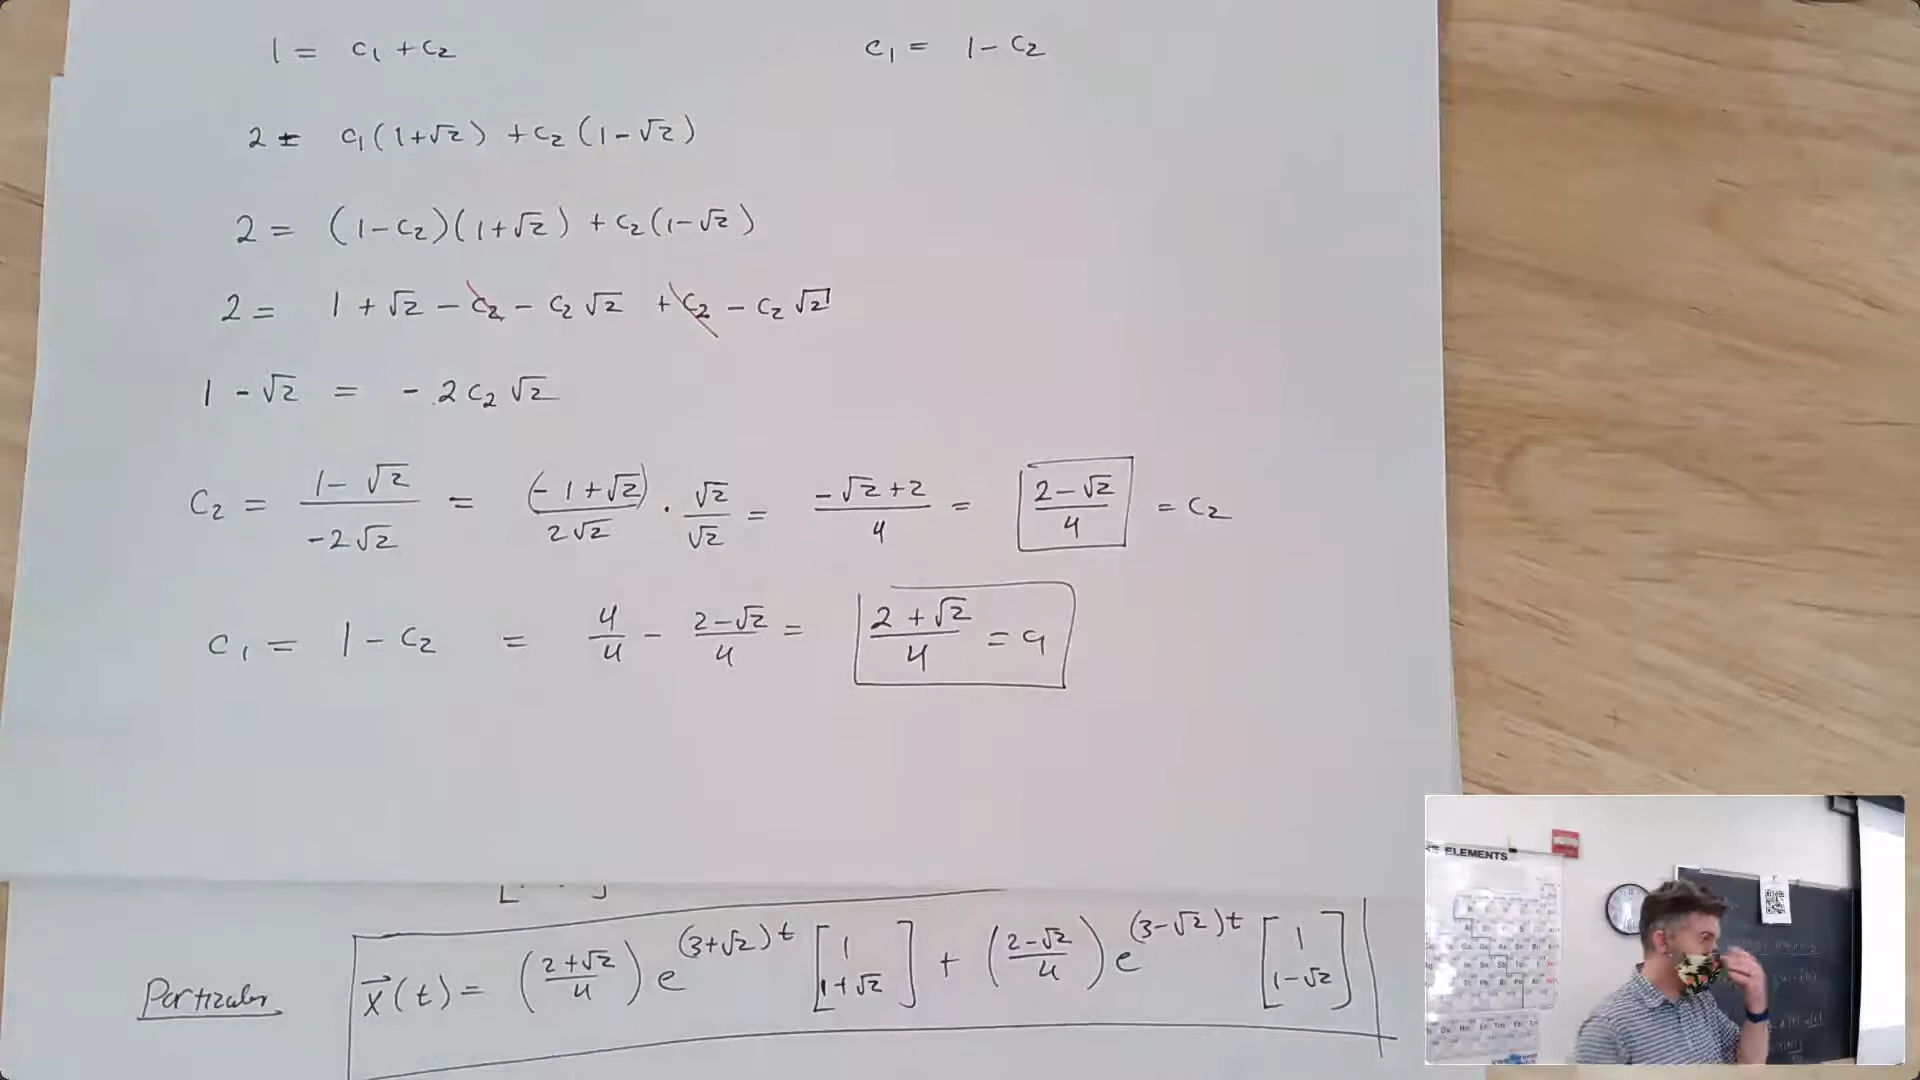 1 = c₁ + c₂    c₁ = 1 - c₂
2 = c₁(1+√2) + c₂(1-√2)
2 = (1-c₂)(1+√2) + c₂(1-√2)
2 = 1 + √2 - c₂ - c₂√2 + c₂ - c₂√2
1 - √2 = - 2c₂√2
c₂ = (1-√2)/(-2√2) = (-1+√2)/(2√2) · √2/√2 = (-√2+2)/4 = (2-√2)/4 = c₂
c₁ = 1 - c₂ = 4/4 - (2-√2)/4 = (2+√2)/4 = c₁
Particular x⃗(t) = ((2+√2)/4) e^((3+√2)t) [1; 1+√2] + ((2-√2)/4) e^((3-√2)t) [1; 1-√2]
ELEMENTS